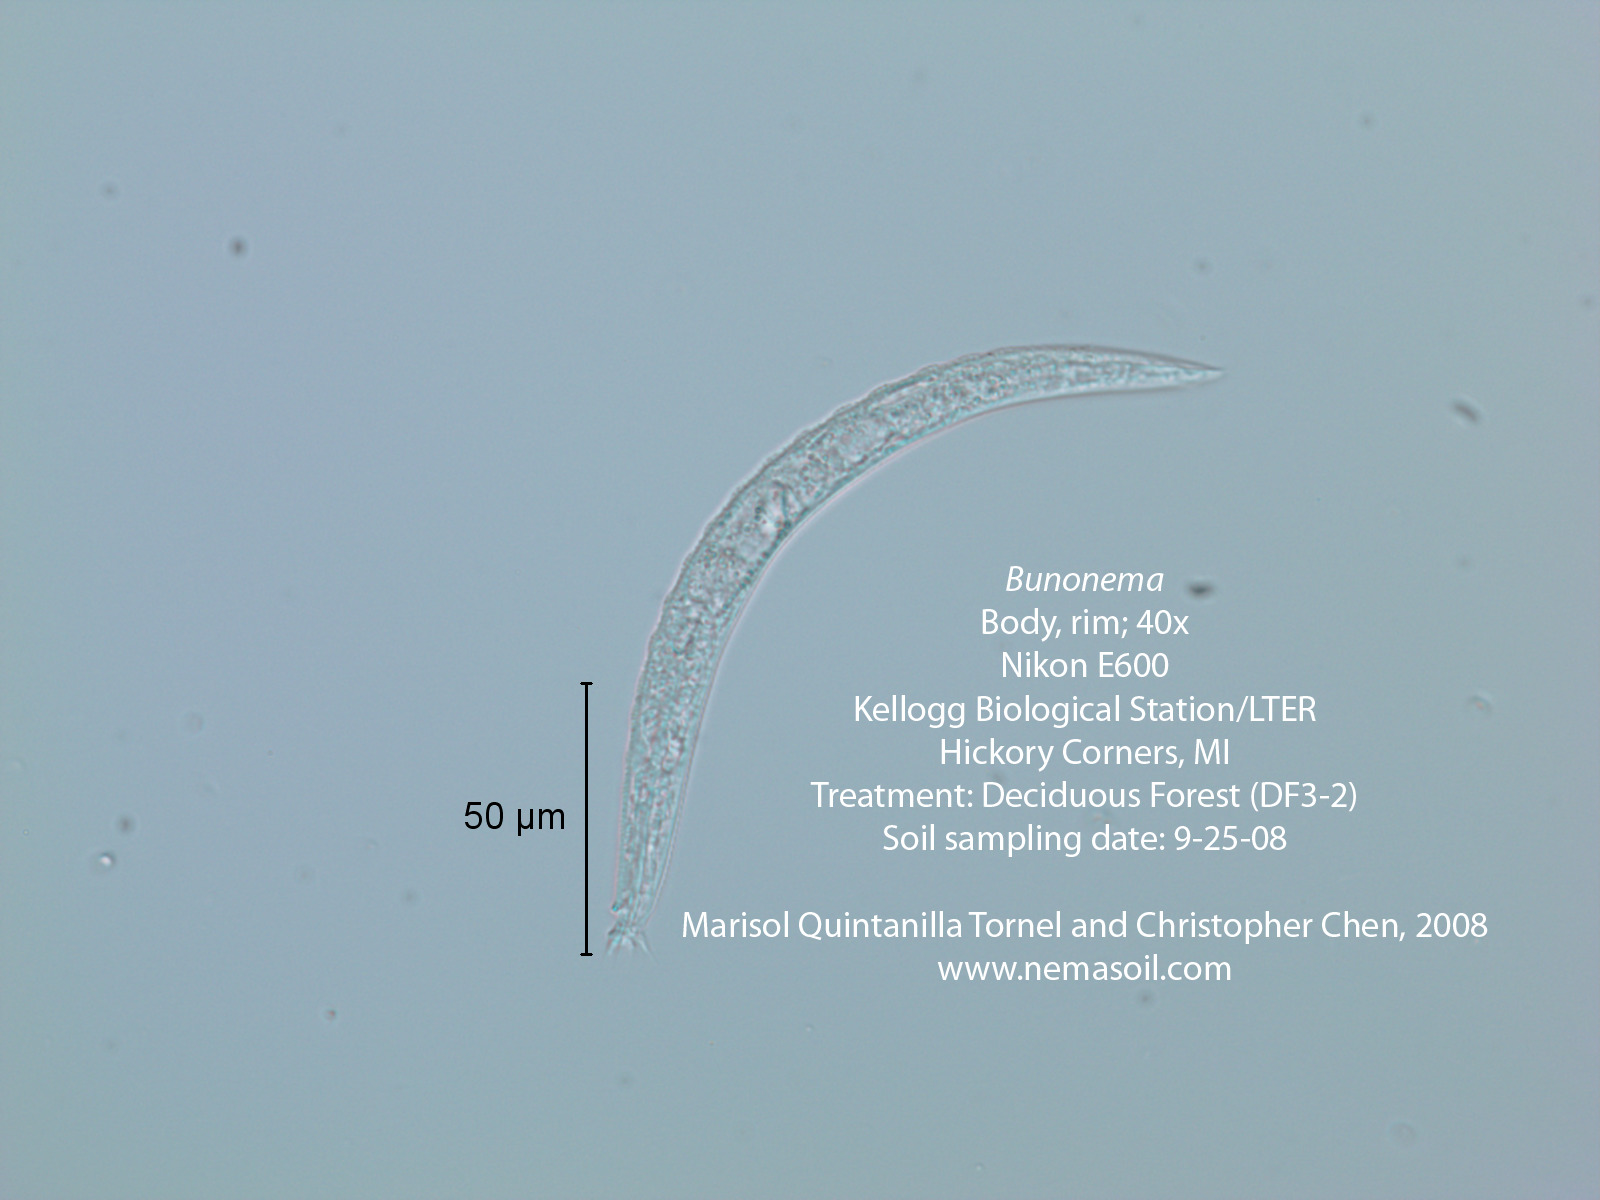 Bunonema
Body, rim; 40x
Nikon E600
Kellogg Biological Station/LTER
Hickory Corners, MI
Treatment: Deciduous Forest (DF3-2)
50 µm
Soil sampling date: 9-25-08
Marisol Quintanilla Tornel and Christopher Chen, 2008
www.nemasoil.com